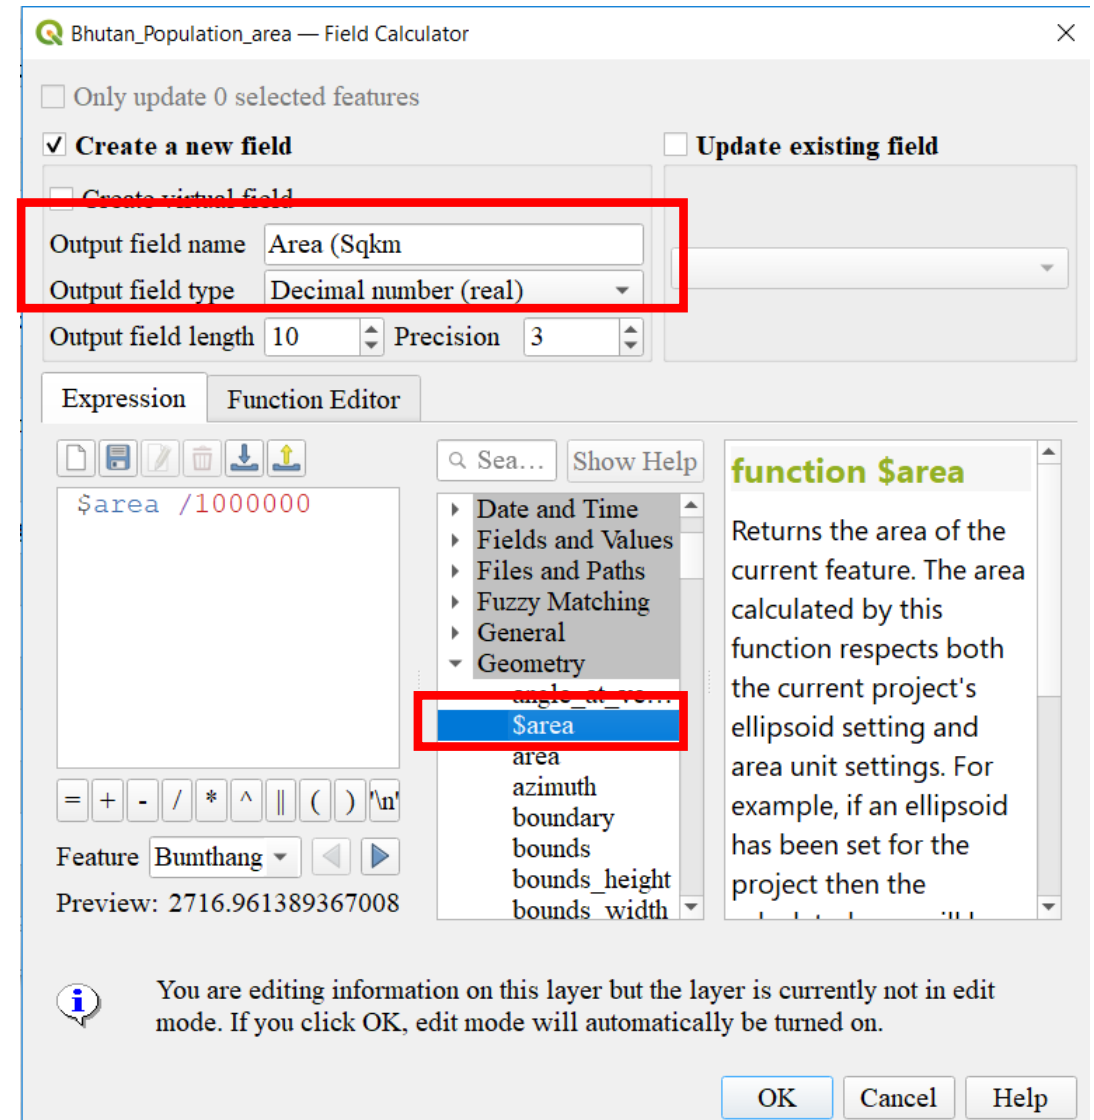 Bhutan_Population_area — Field Calculator
Only update 0 selected features
Create a new field
Update existing field
Create virtual field
Output field name Area (Sqkm
Output field type Decimal number (real)
Output field length 10 Precision 3
Expression Function Editor
Sea… Show Help
$area /1000000
= + - / * ^ || ( ) '\n'
Feature Bumthang
Preview: 2716.961389367008
Date and Time
Fields and Values
Files and Paths
Fuzzy Matching
General
Geometry
angle_at_ve…
$area
area
azimuth
boundary
bounds
bounds_height
bounds_width
function $area
Returns the area of the
current feature. The area
calculated by this
function respects both
the current project's
ellipsoid setting and
area unit settings. For
example, if an ellipsoid
has been set for the
project then the
You are editing information on this layer but the layer is currently not in edit
mode. If you click OK, edit mode will automatically be turned on.
OK Cancel Help